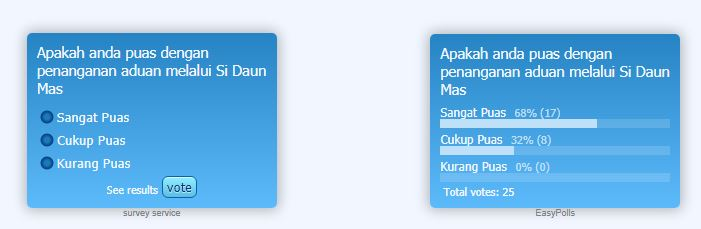 Apakah anda puas dengan
penanganan aduan melalui Si Daun
Mas
Sangat Puas
Cukup Puas
Kurang Puas
See results vote
survey service
Apakah anda puas dengan
penanganan aduan melalui Si Daun
Mas
Sangat Puas 68% (17)
Cukup Puas 32% (8)
Kurang Puas 0% (0)
Total votes: 25
EasyPolls